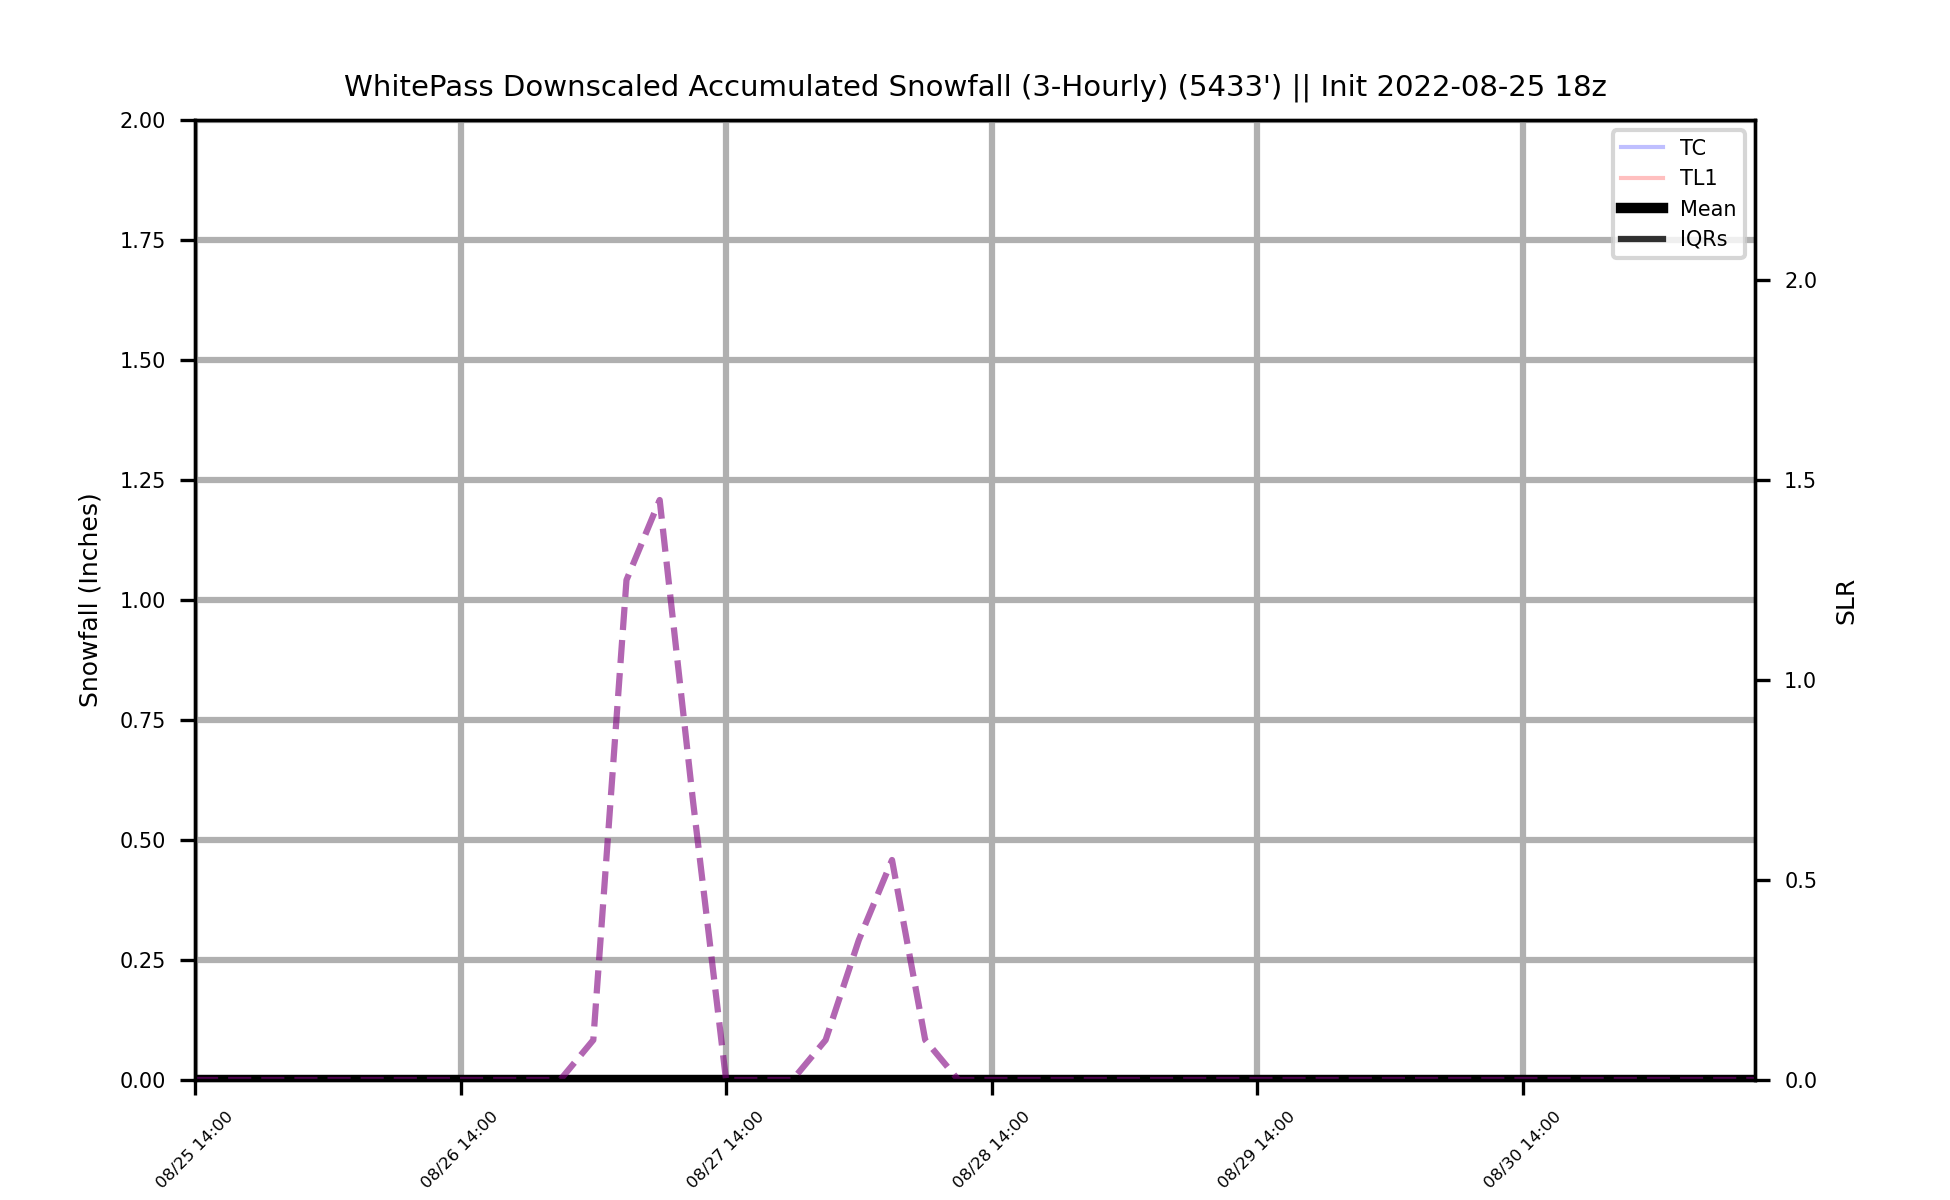 WhitePass Downscaled Accumulated Snowfall (3-Hourly) (5433') || Init 2022-08-25 18z
TC
TL1
Mean
IQRs
Snowfall (Inches)
2.00
1.75
1.50
1.25
1.00
0.75
0.50
0.25
0.00
SLR
2.0
1.5
1.0
0.5
0.0
08/25 14:00
08/26 14:00
08/27 14:00
08/28 14:00
08/29 14:00
08/30 14:00